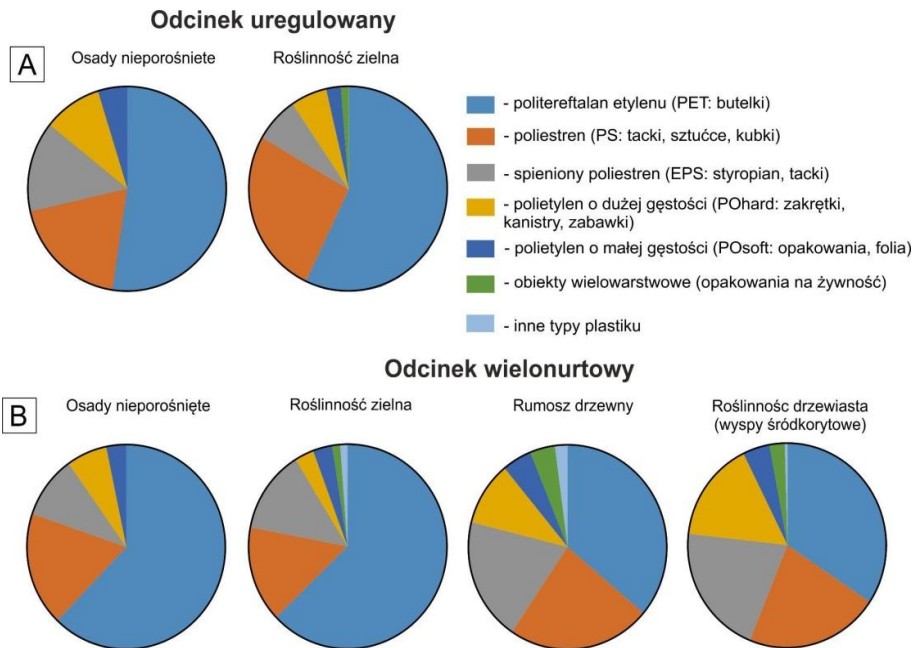 Odcinek uregulowany
A
Osady nieporośniete
Roślinność zielna
- politereftalan etylenu (PET: butelki)
- poliestren (PS: tacki, sztućce, kubki)
- spieniony poliestren (EPS: styropian, tacki)
- polietylen o dużej gęstości (POhard: zakrętki,
kanistry, zabawki)
- polietylen o małej gęstości (POsoft: opakowania, folia)
- obiekty wielowarstwowe (opakowania na żywność)
- inne typy plastiku
Odcinek wielonurtowy
B
Osady nieporośnięte
Roślinność zielna
Rumosz drzewny
Roślinnośc drzewiasta
(wyspy śródkorytowe)